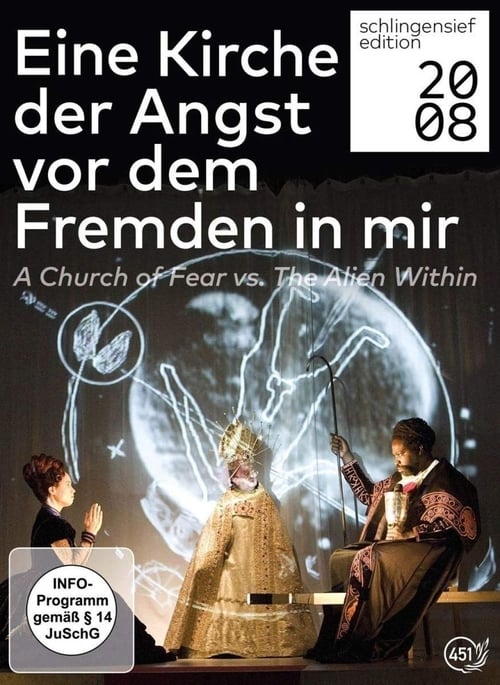 schlingensief
edition
20
08
Eine Kirche
der Angst
vor dem
Fremden in mir
A Church of Fear vs. The Alien Within
INFO-
Programm
gemäß § 14
JuSchG
451